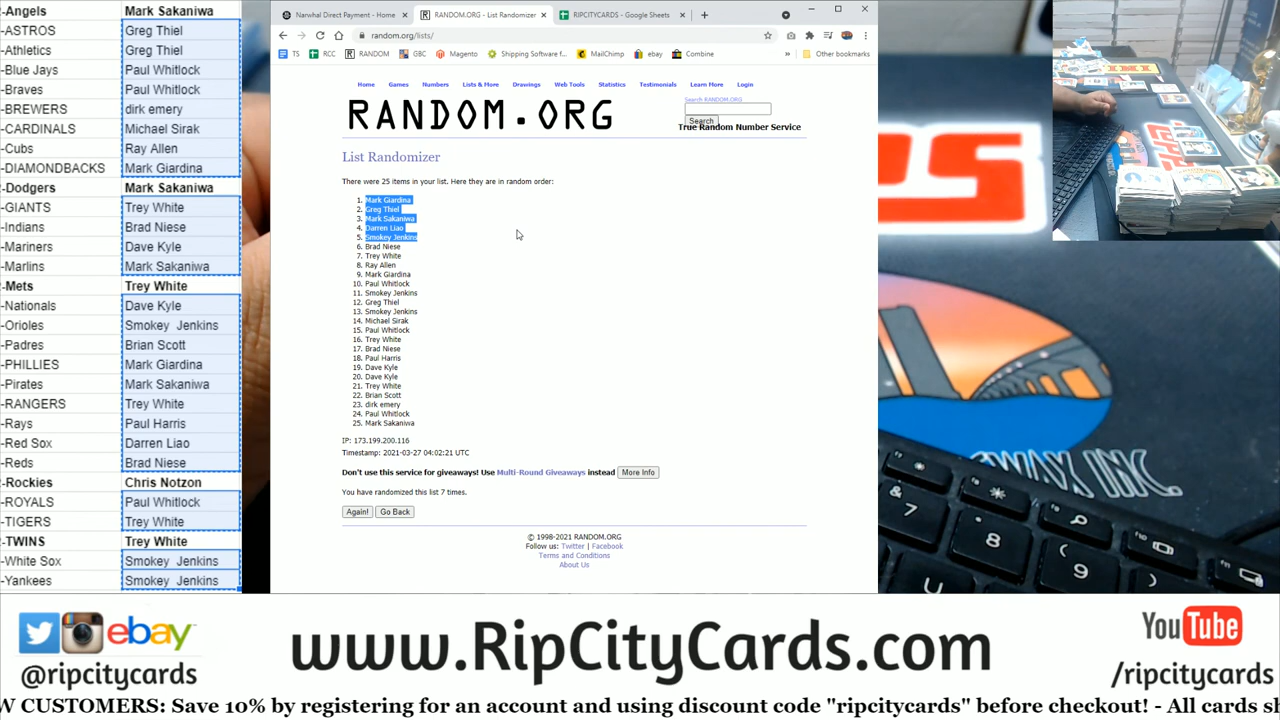 -Angels Mark Sakaniwa
-ASTROS Greg Thiel
-Athletics Greg Thiel
-Blue Jays Paul Whitlock
-Braves Paul Whitlock
-BREWERS dirk emery
-CARDINALS Michael Sirak
-Cubs Ray Allen
-DIAMONDBACKS Mark Giardina
-Dodgers Mark Sakaniwa
-GIANTS Trey White
-Indians Brad Niese
-Mariners Dave Kyle
-Marlins Mark Sakaniwa
-Mets Trey White
-Nationals Dave Kyle
-Orioles Smokey Jenkins
-Padres Brian Scott
-PHILLIES Mark Giardina
-Pirates Mark Sakaniwa
-RANGERS Trey White
-Rays Paul Harris
-Red Sox Darren Liao
-Reds Brad Niese
-Rockies Chris Notzon
-ROYALS Paul Whitlock
-TIGERS Trey White
-TWINS Trey White
-White Sox Smokey Jenkins
-Yankees Smokey Jenkins
Narwhal Direct Payment - Home RANDOM.ORG - List Randomizer RIPCITYCARDS - Google Sheets
random.org/lists/
TS RCC RANDOM GBC Magento Shipping Software f... MailChimp ebay Combine » Other bookmarks
Home Games Numbers Lists & More Drawings Web Tools Statistics Testimonials Learn More Login
RANDOM.ORG
Search RANDOM.ORG
Search
True Random Number Service
List Randomizer
There were 25 items in your list. Here they are in random order:
1. Mark Giardina
2. Greg Thiel
3. Mark Sakaniwa
4. Darren Liao
5. Smokey Jenkins
6. Brad Niese
7. Trey White
8. Ray Allen
9. Mark Giardina
10. Paul Whitlock
11. Smokey Jenkins
12. Greg Thiel
13. Smokey Jenkins
14. Michael Sirak
15. Paul Whitlock
16. Trey White
17. Brad Niese
18. Paul Harris
19. Dave Kyle
20. Dave Kyle
21. Trey White
22. Brian Scott
23. dirk emery
24. Paul Whitlock
25. Mark Sakaniwa
IP: 173.199.200.116
Timestamp: 2021-03-27 04:02:21 UTC
Don't use this service for giveaways! Use Multi-Round Giveaways instead More Info
You have randomized this list 7 times.
Again! Go Back
© 1998-2021 RANDOM.ORG
Follow us: Twitter | Facebook
Terms and Conditions
About Us
PS
7
8
9
U
ebay
@ripcitycards
www.RipCityCards.com
YouTube
/ripcitycards
W CUSTOMERS: Save 10% by registering for an account and using discount code "ripcitycards" before checkout! - All cards sh